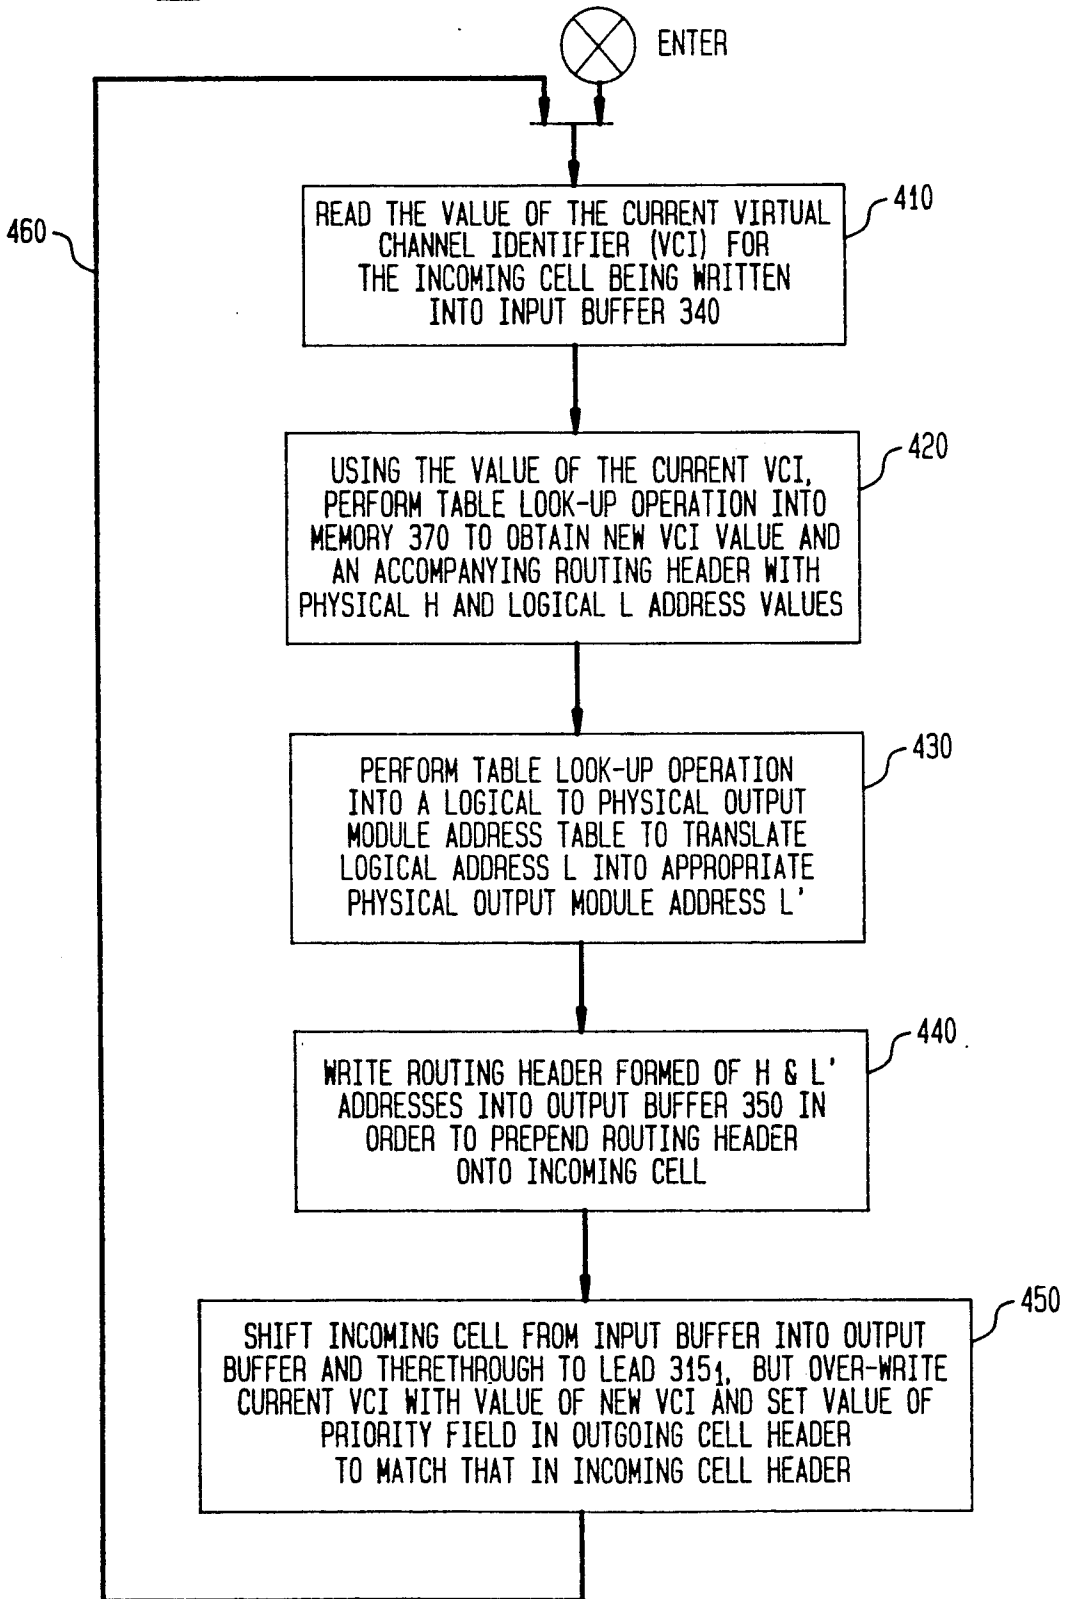 ENTER
460
410
READ THE VALUE OF THE CURRENT VIRTUAL
CHANNEL IDENTIFIER (VCI) FOR
THE INCOMING CELL BEING WRITTEN
INTO INPUT BUFFER 340
420
USING THE VALUE OF THE CURRENT VCI,
PERFORM TABLE LOOK-UP OPERATION INTO
MEMORY 370 TO OBTAIN NEW VCI VALUE AND
AN ACCOMPANYING ROUTING HEADER WITH
PHYSICAL H AND LOGICAL L ADDRESS VALUES
430
PERFORM TABLE LOOK-UP OPERATION
INTO A LOGICAL TO PHYSICAL OUTPUT
MODULE ADDRESS TABLE TO TRANSLATE
LOGICAL ADDRESS L INTO APPROPRIATE
PHYSICAL OUTPUT MODULE ADDRESS L'
440
WRITE ROUTING HEADER FORMED OF H & L'
ADDRESSES INTO OUTPUT BUFFER 350 IN
ORDER TO PREPEND ROUTING HEADER
ONTO INCOMING CELL
450
SHIFT INCOMING CELL FROM INPUT BUFFER INTO OUTPUT
BUFFER AND THERETHROUGH TO LEAD 315₁, BUT OVER-WRITE
CURRENT VCI WITH VALUE OF NEW VCI AND SET VALUE OF
PRIORITY FIELD IN OUTGOING CELL HEADER
TO MATCH THAT IN INCOMING CELL HEADER